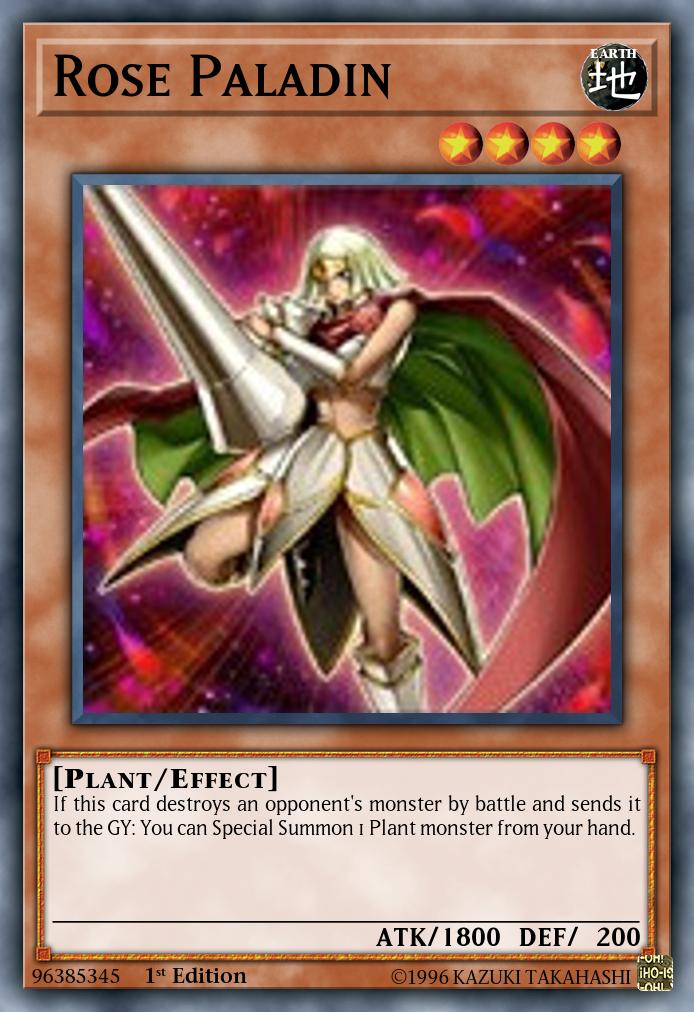 Rose Paladin
EARTH
地
[Plant/Effect]
If this card destroys an opponent's monster by battle and sends it
to the GY: You can Special Summon 1 Plant monster from your hand.
ATK/1800 DEF/ 200
96385345 1st Edition ©1996 KAZUKI TAKAHASHI